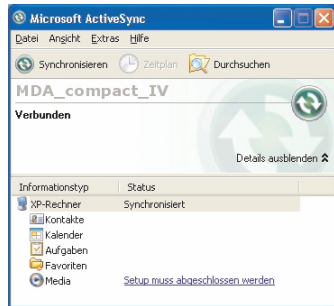 Microsoft ActiveSync
Datei Ansicht Extras Hilfe
Synchronisieren Zeitplan Durchsuchen
MDA_compact_IV
Verbunden
Details ausblenden
Informationstyp Status
XP-Rechner Synchronisiert
Kontakte
Kalender
Aufgaben
Favoriten
Media Setup muss abgeschlossen werden